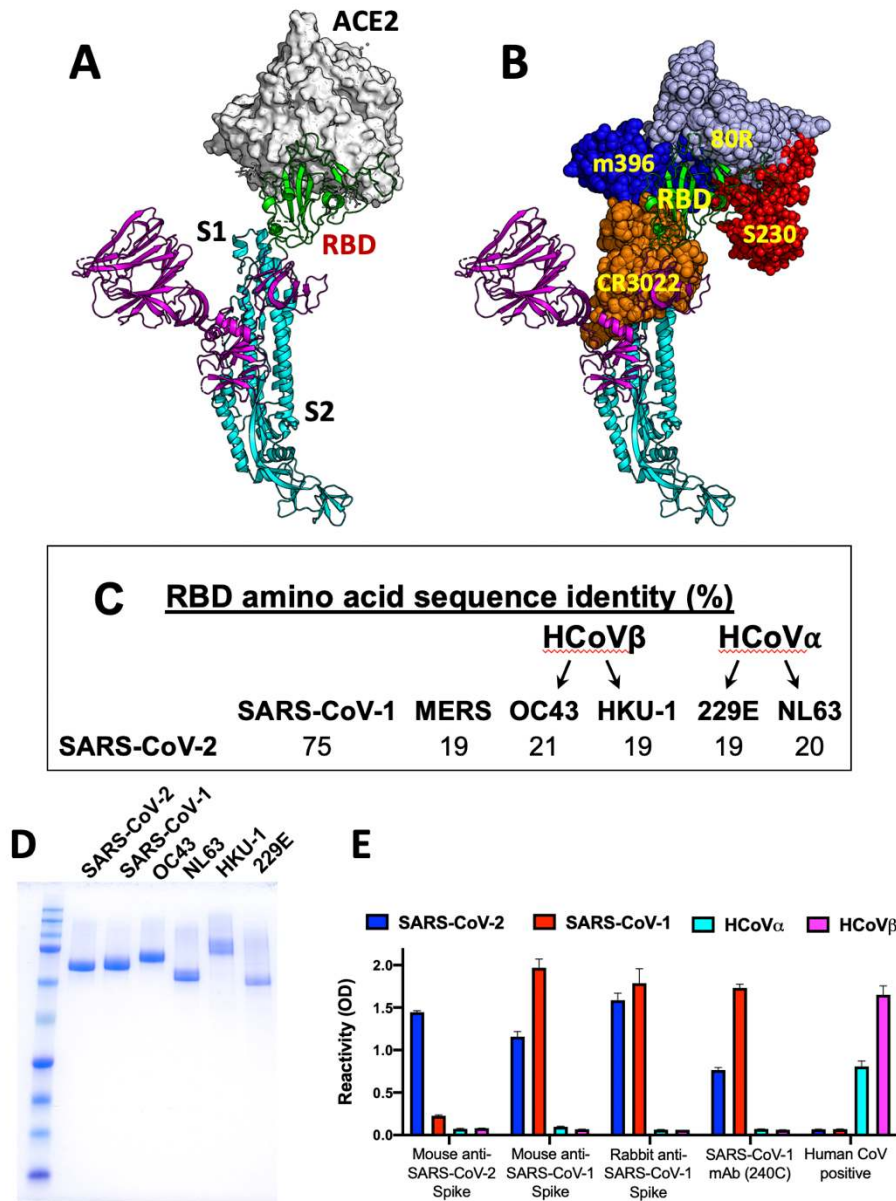 A
ACE2
S1
RBD
S2
B
80R
m396
RBD
S230
CR3022
C RBD amino acid sequence identity (%)
HCoVβ HCoVα
SARS-CoV-1 MERS OC43 HKU-1 229E NL63
SARS-CoV-2 75 19 21 19 19 20
D
SARS-CoV-2
SARS-CoV-1
OC43
NL63
HKU-1
229E
E
SARS-CoV-2 SARS-CoV-1 HCoVα HCoVβ
Reactivity (OD)
2.0
1.5
1.0
0.5
0.0
Mouse anti-
SARS-CoV-2
Spike
Mouse anti-
SARS-CoV-1
Spike
Rabbit anti-
SARS-CoV-1
Spike
SARS-CoV-1
mAb (240C)
Human CoV
positive